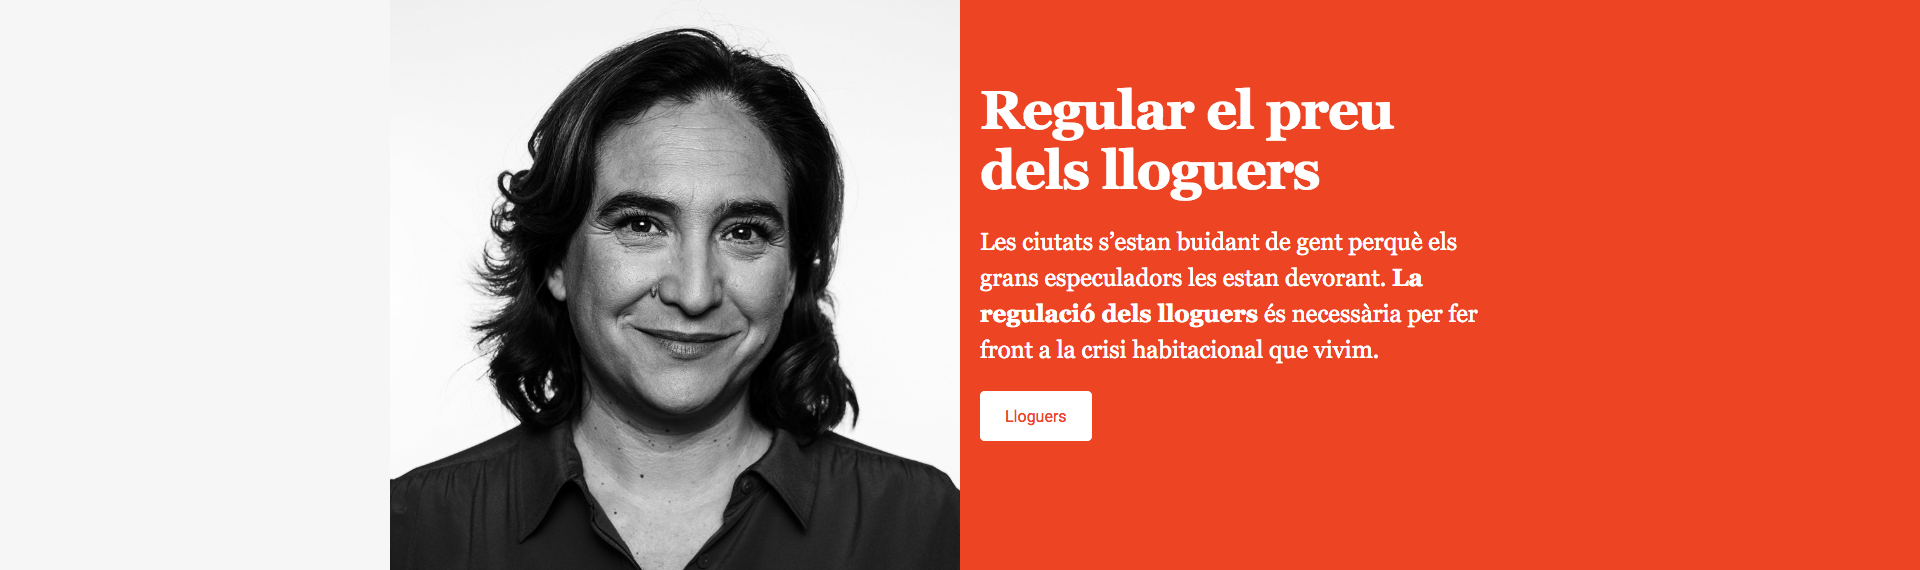 Regular el preu
dels lloguers
Les ciutats s’estan buidant de gent perquè els
grans especuladors les estan devorant. La
regulació dels lloguers és necessària per fer
front a la crisi habitacional que vivim.
Lloguers